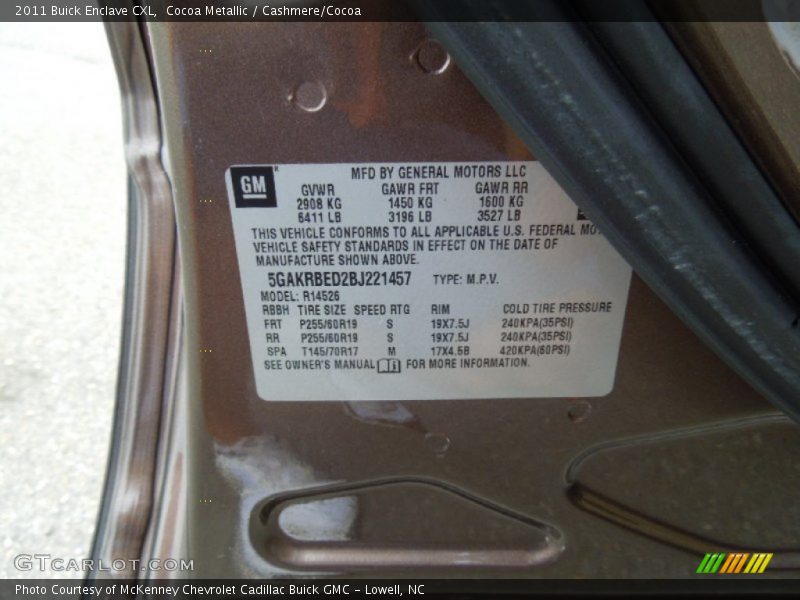 2011 Buick Enclave CXL, Cocoa Metallic / Cashmere/Cocoa
GM
MFD BY GENERAL MOTORS LLC
GVWR GAWR FRT GAWR RR
2908 KG 1450 KG 1600 KG
6411 LB 3196 LB 3527 LB
THIS VEHICLE CONFORMS TO ALL APPLICABLE U.S. FEDERAL
VEHICLE SAFETY STANDARDS IN EFFECT ON THE DATE OF
MANUFACTURE SHOWN ABOVE.
5GAKRBED2BJ221457 TYPE: M.P.V.
MODEL: R14526
RBBH TIRE SIZE SPEED RTG RIM COLD TIRE PRESSURE
FRT P255/60R19 S 19X7.5J 240KPA(35PSI)
RR P255/60R19 S 19X7.5J 240KPA(35PSI)
SPA T145/70R17 M 17X4.5B 420KPA(60PSI)
SEE OWNER'S MANUAL FOR MORE INFORMATION.
GTCarLot.com
Photo Courtesy of McKenney Chevrolet Cadillac Buick GMC - Lowell, NC